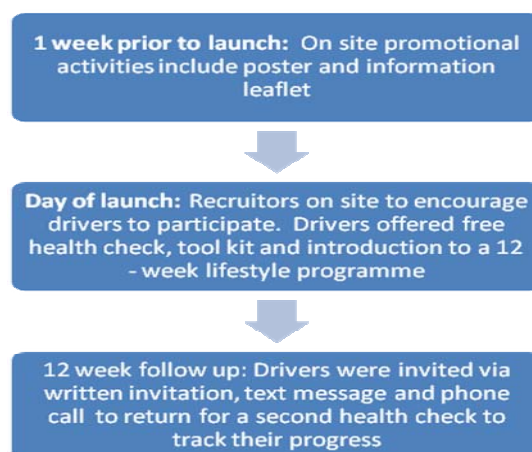 1 week prior to launch: On site promotional
activities include poster and information
leaflet
Day of launch: Recruitors on site to encourage
drivers to participate. Drivers offered free
health check, tool kit and introduction to a 12
- week lifestyle programme
12 week follow up: Drivers were invited via
written invitation, text message and phone
call to return for a second health check to
track their progress